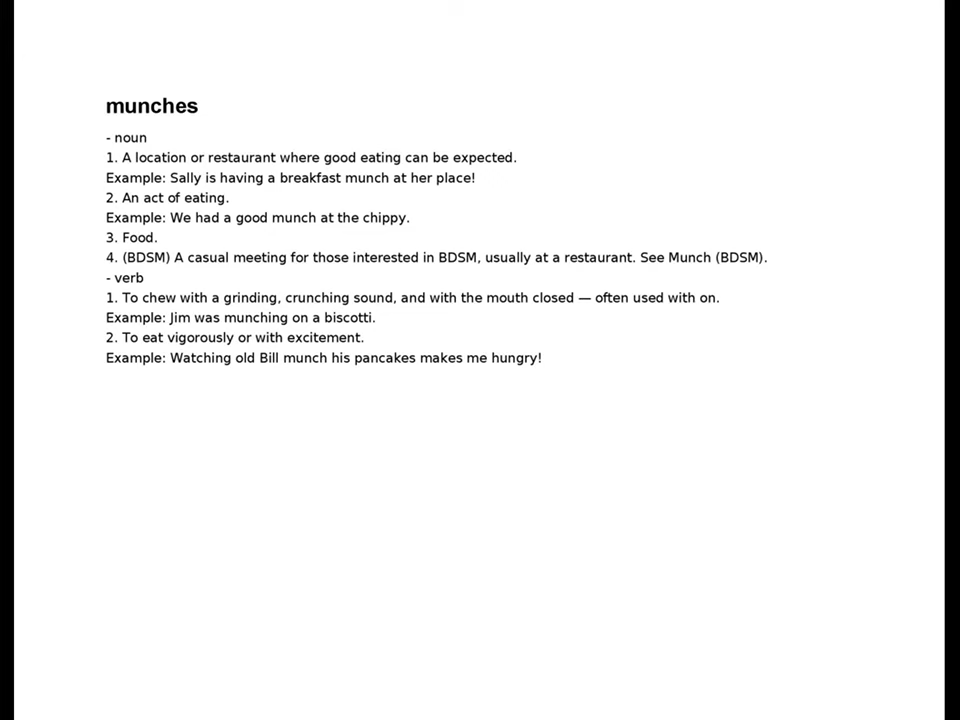 munches
- noun
1. A location or restaurant where good eating can be expected.
Example: Sally is having a breakfast munch at her place!
2. An act of eating.
Example: We had a good munch at the chippy.
3. Food.
4. (BDSM) A casual meeting for those interested in BDSM, usually at a restaurant. See Munch (BDSM).
- verb
1. To chew with a grinding, crunching sound, and with the mouth closed — often used with on.
Example: Jim was munching on a biscotti.
2. To eat vigorously or with excitement.
Example: Watching old Bill munch his pancakes makes me hungry!